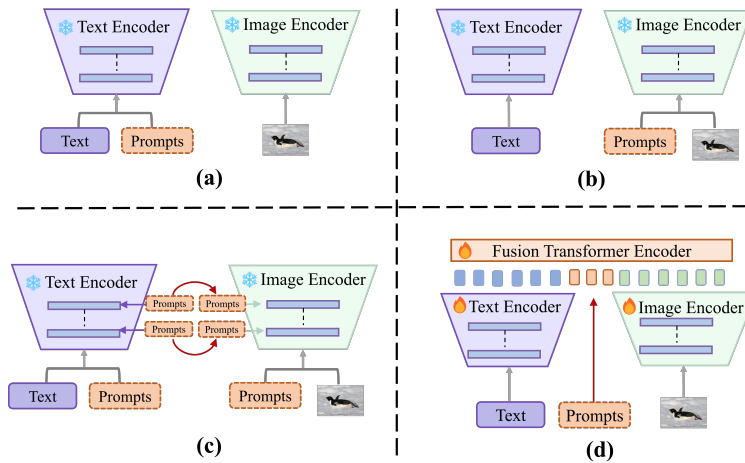 Text Encoder
Image Encoder
Text
Prompts
(a)
Text Encoder
Image Encoder
Text
Prompts
(b)
Text Encoder
Image Encoder
Prompts
Prompts
Prompts
Prompts
Text
Prompts
Prompts
(c)
Fusion Transformer Encoder
Text Encoder
Image Encoder
Text
Prompts
(d)